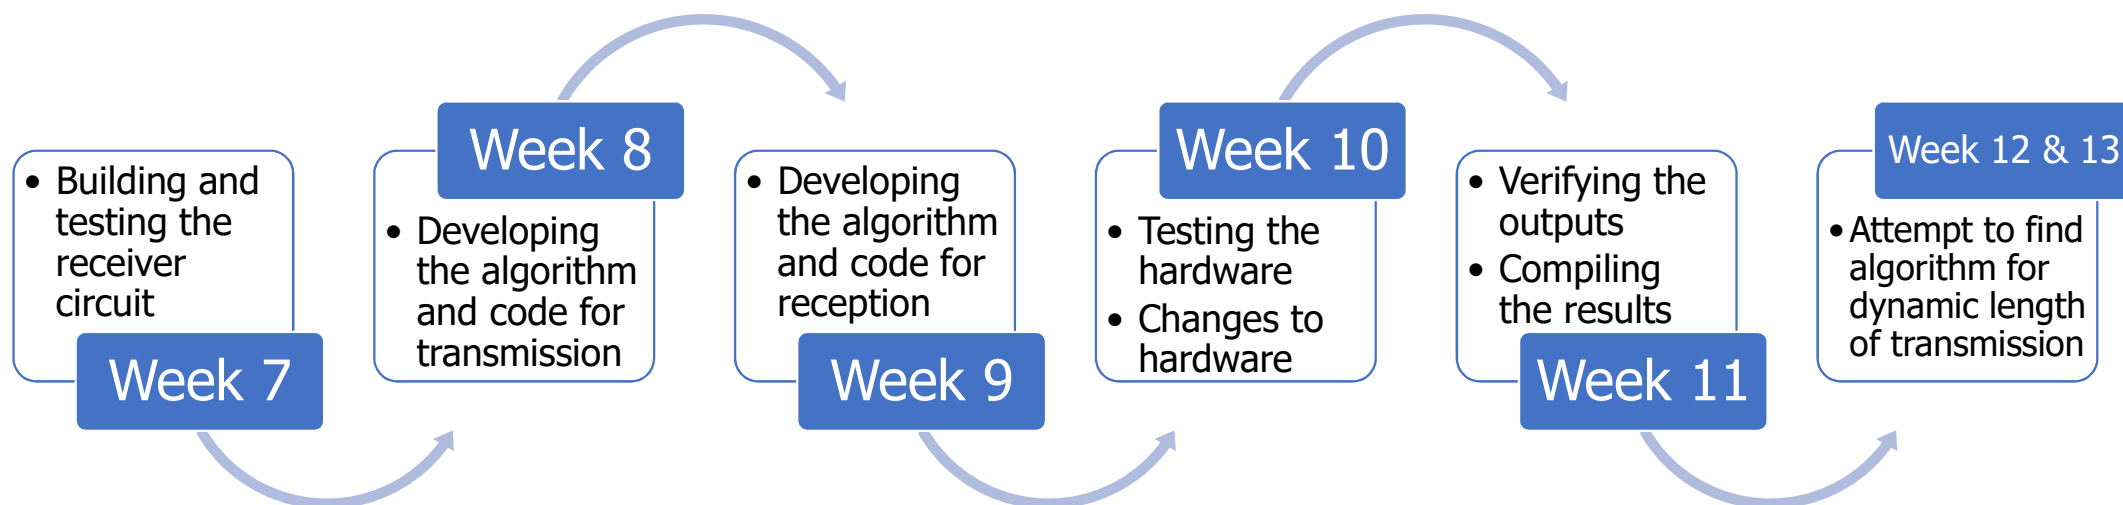 • Building and
testing the
receiver
circuit
Week 7
Week 8
• Developing
the algorithm
and code for
transmission
• Developing
the algorithm
and code for
reception
Week 9
Week 10
• Testing the
hardware
• Changes to
hardware
• Verifying the
outputs
• Compiling
the results
Week 11
Week 12 & 13
• Attempt to find
algorithm for
dynamic length
of transmission